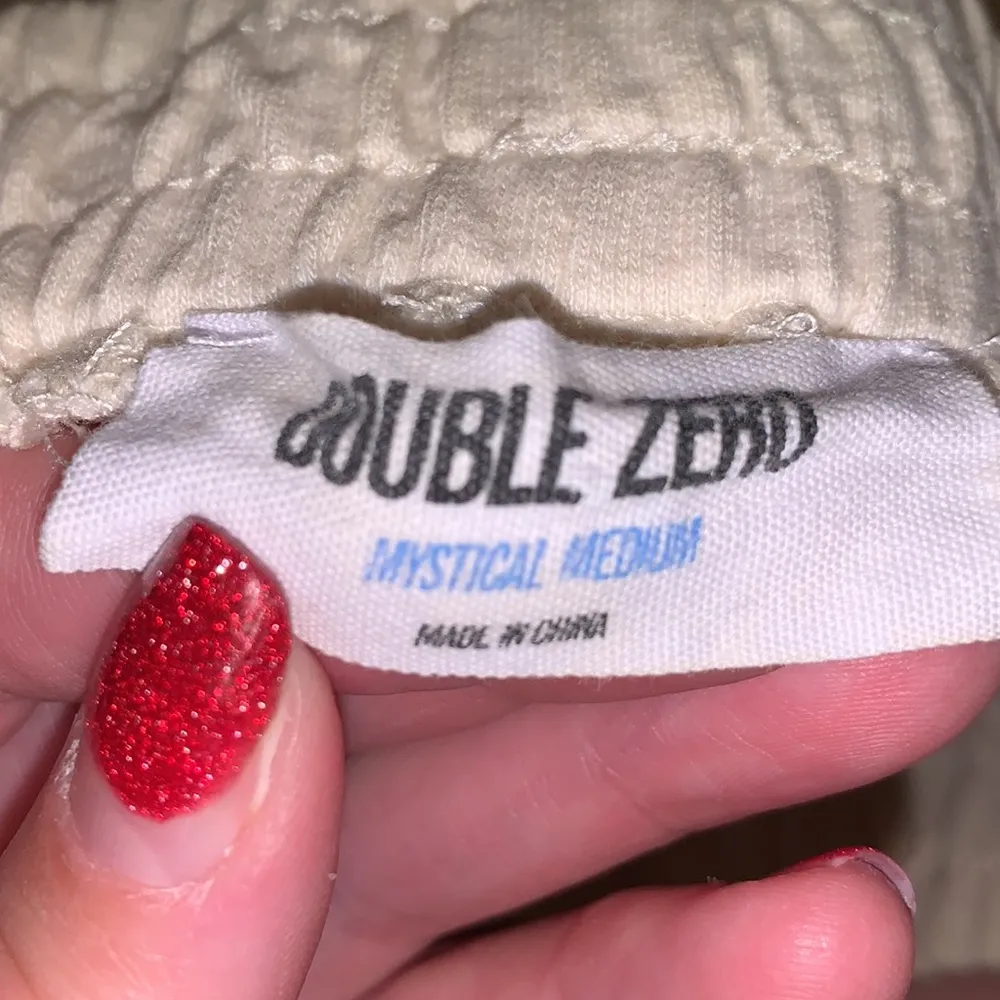 DOUBLE ZERO
MYSTICAL MEDIUM
MADE IN CHINA